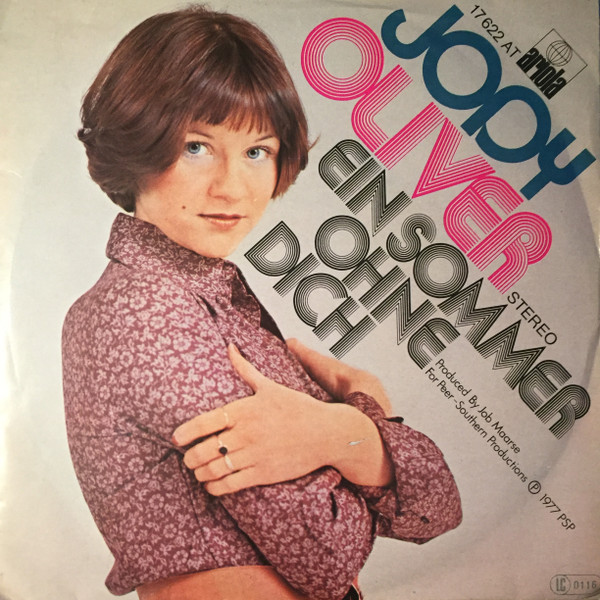 17 622 AT
ariola
JODY
OLIVER
EIN SOMMER
OHNE
DICH
STEREO
Produced By Job Maarse
For Peer-Southern Productions ℗ 1977 PSP
LC 0116